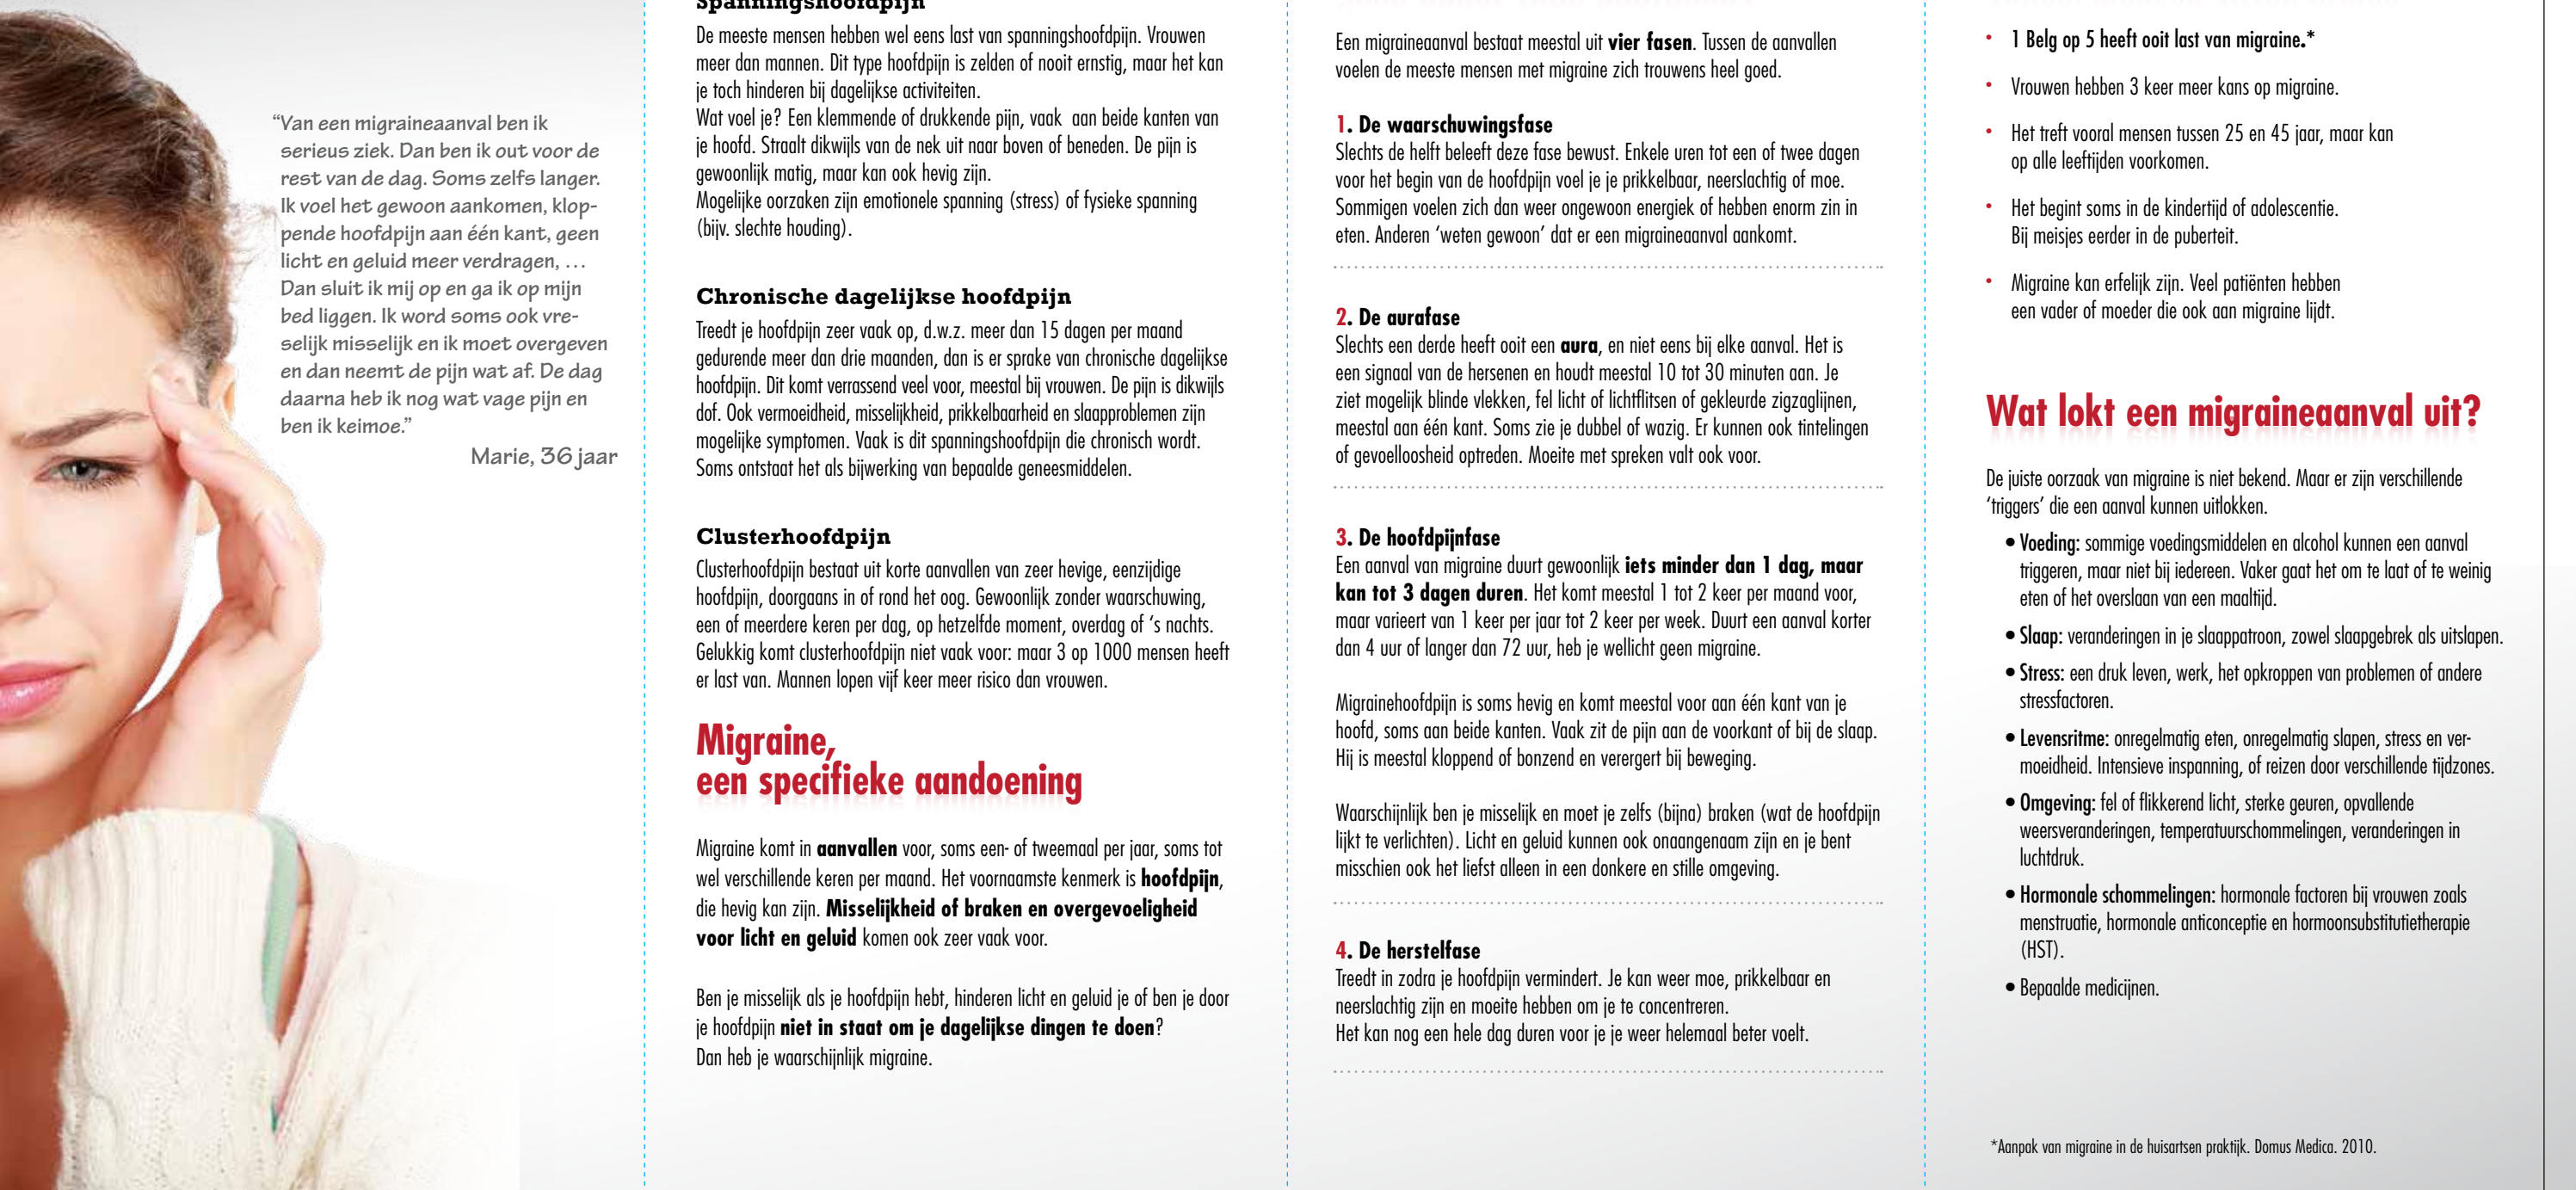 “Van een migraineaanval ben ik
serieus ziek. Dan ben ik out voor de
rest van de dag. Soms zelfs langer.
Ik voel het gewoon aankomen, klop-
pende hoofdpijn aan één kant, geen
licht en geluid meer verdragen, …
Dan sluit ik mij op en ga ik op mijn
bed liggen. Ik word soms ook vre-
selijk misselijk en ik moet overgeven
en dan neemt de pijn wat af. De dag
daarna heb ik nog wat vage pijn en
ben ik keimoe.”
Marie, 36 jaar
Spanningshoofdpijn
De meeste mensen hebben wel eens last van spanningshoofdpijn. Vrouwen
meer dan mannen. Dit type hoofdpijn is zelden of nooit ernstig, maar het kan
je toch hinderen bij dagelijkse activiteiten.
Wat voel je? Een klemmende of drukkende pijn, vaak aan beide kanten van
je hoofd. Straalt dikwijls van de nek uit naar boven of beneden. De pijn is
gewoonlijk matig, maar kan ook hevig zijn.
Mogelijke oorzaken zijn emotionele spanning (stress) of fysieke spanning
(bijv. slechte houding).
Chronische dagelijkse hoofdpijn
Treedt je hoofdpijn zeer vaak op, d.w.z. meer dan 15 dagen per maand
gedurende meer dan drie maanden, dan is er sprake van chronische dagelijkse
hoofdpijn. Dit komt verrassend veel voor, meestal bij vrouwen. De pijn is dikwijls
dof. Ook vermoeidheid, misselijkheid, prikkelbaarheid en slaapproblemen zijn
mogelijke symptomen. Vaak is dit spanningshoofdpijn die chronisch wordt.
Soms ontstaat het als bijwerking van bepaalde geneesmiddelen.
Clusterhoofdpijn
Clusterhoofdpijn bestaat uit korte aanvallen van zeer hevige, eenzijdige
hoofdpijn, doorgaans in of rond het oog. Gewoonlijk zonder waarschuwing,
een of meerdere keren per dag, op hetzelfde moment, overdag of ‘s nachts.
Gelukkig komt clusterhoofdpijn niet vaak voor: maar 3 op 1000 mensen heeft
er last van. Mannen lopen vijf keer meer risico dan vrouwen.
Migraine,
een specifieke aandoening
Migraine komt in aanvallen voor, soms een- of tweemaal per jaar, soms tot
wel verschillende keren per maand. Het voornaamste kenmerk is hoofdpijn,
die hevig kan zijn. Misselijkheid of braken en overgevoeligheid
voor licht en geluid komen ook zeer vaak voor.
Ben je misselijk als je hoofdpijn hebt, hinderen licht en geluid je of ben je door
je hoofdpijn niet in staat om je dagelijkse dingen te doen?
Dan heb je waarschijnlijk migraine.
Een migraineaanval bestaat meestal uit vier fasen. Tussen de aanvallen
voelen de meeste mensen met migraine zich trouwens heel goed.
1. De waarschuwingsfase
Slechts de helft beleeft deze fase bewust. Enkele uren tot een of twee dagen
voor het begin van de hoofdpijn voel je je prikkelbaar, neerslachtig of moe.
Sommigen voelen zich dan weer ongewoon energiek of hebben enorm zin in
eten. Anderen ‘weten gewoon’ dat er een migraineaanval aankomt.
2. De aurafase
Slechts een derde heeft ooit een aura, en niet eens bij elke aanval. Het is
een signaal van de hersenen en houdt meestal 10 tot 30 minuten aan. Je
ziet mogelijk blinde vlekken, fel licht of lichtflitsen of gekleurde zigzaglijnen,
meestal aan één kant. Soms zie je dubbel of wazig. Er kunnen ook tintelingen
of gevoelloosheid optreden. Moeite met spreken valt ook voor.
3. De hoofdpijnfase
Een aanval van migraine duurt gewoonlijk iets minder dan 1 dag, maar
kan tot 3 dagen duren. Het komt meestal 1 tot 2 keer per maand voor,
maar varieert van 1 keer per jaar tot 2 keer per week. Duurt een aanval korter
dan 4 uur of langer dan 72 uur, heb je wellicht geen migraine.
Migrainehoofdpijn is soms hevig en komt meestal voor aan één kant van je
hoofd, soms aan beide kanten. Vaak zit de pijn aan de voorkant of bij de slaap.
Hij is meestal kloppend of bonzend en verergert bij beweging.
Waarschijnlijk ben je misselijk en moet je zelfs (bijna) braken (wat de hoofdpijn
lijkt te verlichten). Licht en geluid kunnen ook onaangenaam zijn en je bent
misschien ook het liefst alleen in een donkere en stille omgeving.
4. De herstelfase
Treedt in zodra je hoofdpijn vermindert. Je kan weer moe, prikkelbaar en
neerslachtig zijn en moeite hebben om je te concentreren.
Het kan nog een hele dag duren voor je je weer helemaal beter voelt.
• 1 Belg op 5 heeft ooit last van migraine.*
• Vrouwen hebben 3 keer meer kans op migraine.
• Het treft vooral mensen tussen 25 en 45 jaar, maar kan
op alle leeftijden voorkomen.
• Het begint soms in de kindertijd of adolescentie.
Bij meisjes eerder in de puberteit.
• Migraine kan erfelijk zijn. Veel patiënten hebben
een vader of moeder die ook aan migraine lijdt.
Wat lokt een migraineaanval uit?
De juiste oorzaak van migraine is niet bekend. Maar er zijn verschillende
‘triggers’ die een aanval kunnen uitlokken.
• Voeding: sommige voedingsmiddelen en alcohol kunnen een aanval
triggeren, maar niet bij iedereen. Vaker gaat het om te laat of te weinig
eten of het overslaan van een maaltijd.
• Slaap: veranderingen in je slaappatroon, zowel slaapgebrek als uitslapen.
• Stress: een druk leven, werk, het opkroppen van problemen of andere
stressfactoren.
• Levensritme: onregelmatig eten, onregelmatig slapen, stress en ver-
moeidheid. Intensieve inspanning, of reizen door verschillende tijdzones.
• Omgeving: fel of flikkerend licht, sterke geuren, opvallende
weersveranderingen, temperatuurschommelingen, veranderingen in
luchtdruk.
• Hormonale schommelingen: hormonale factoren bij vrouwen zoals
menstruatie, hormonale anticonceptie en hormoonsubstitutietherapie
(HST).
• Bepaalde medicijnen.
*Aanpak van migraine in de huisartsen praktijk. Domus Medica. 2010.